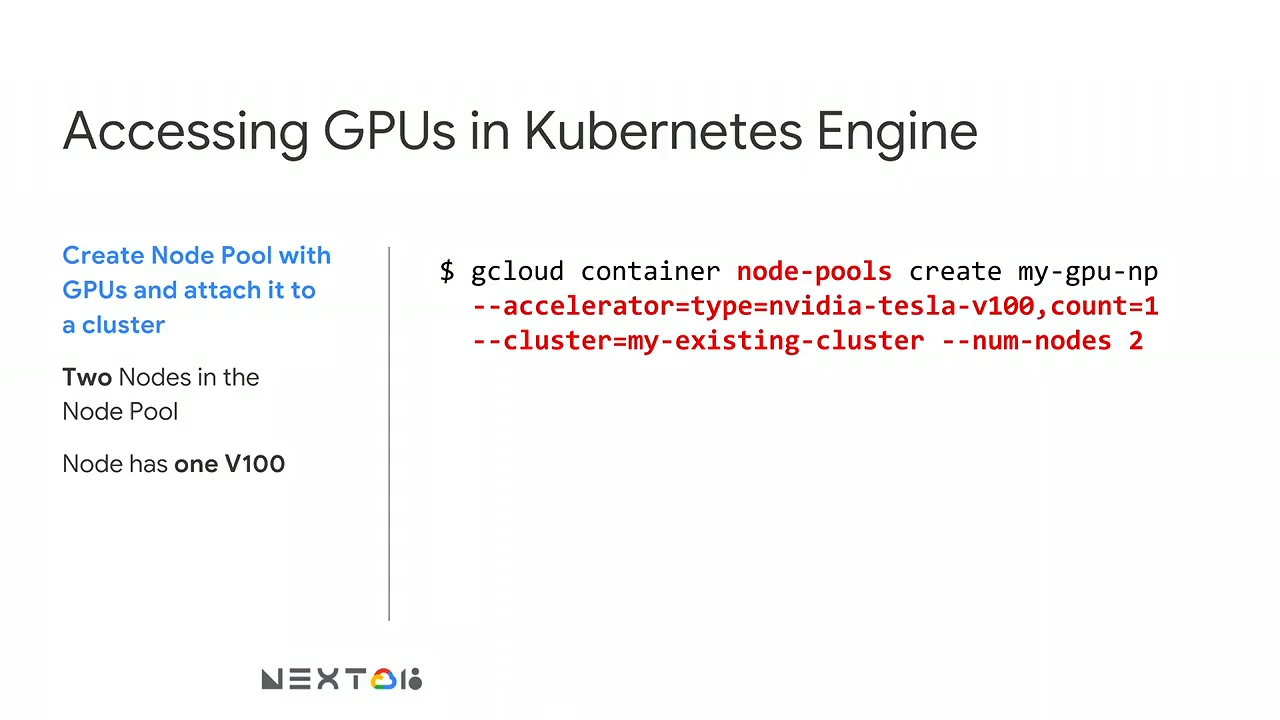 Accessing GPUs in Kubernetes Engine
Create Node Pool with
GPUs and attach it to
a cluster
Two Nodes in the
Node Pool
Node has one V100
$ gcloud container node-pools create my-gpu-np
--accelerator=type=nvidia-tesla-v100,count=1
--cluster=my-existing-cluster --num-nodes 2
NEXT 18